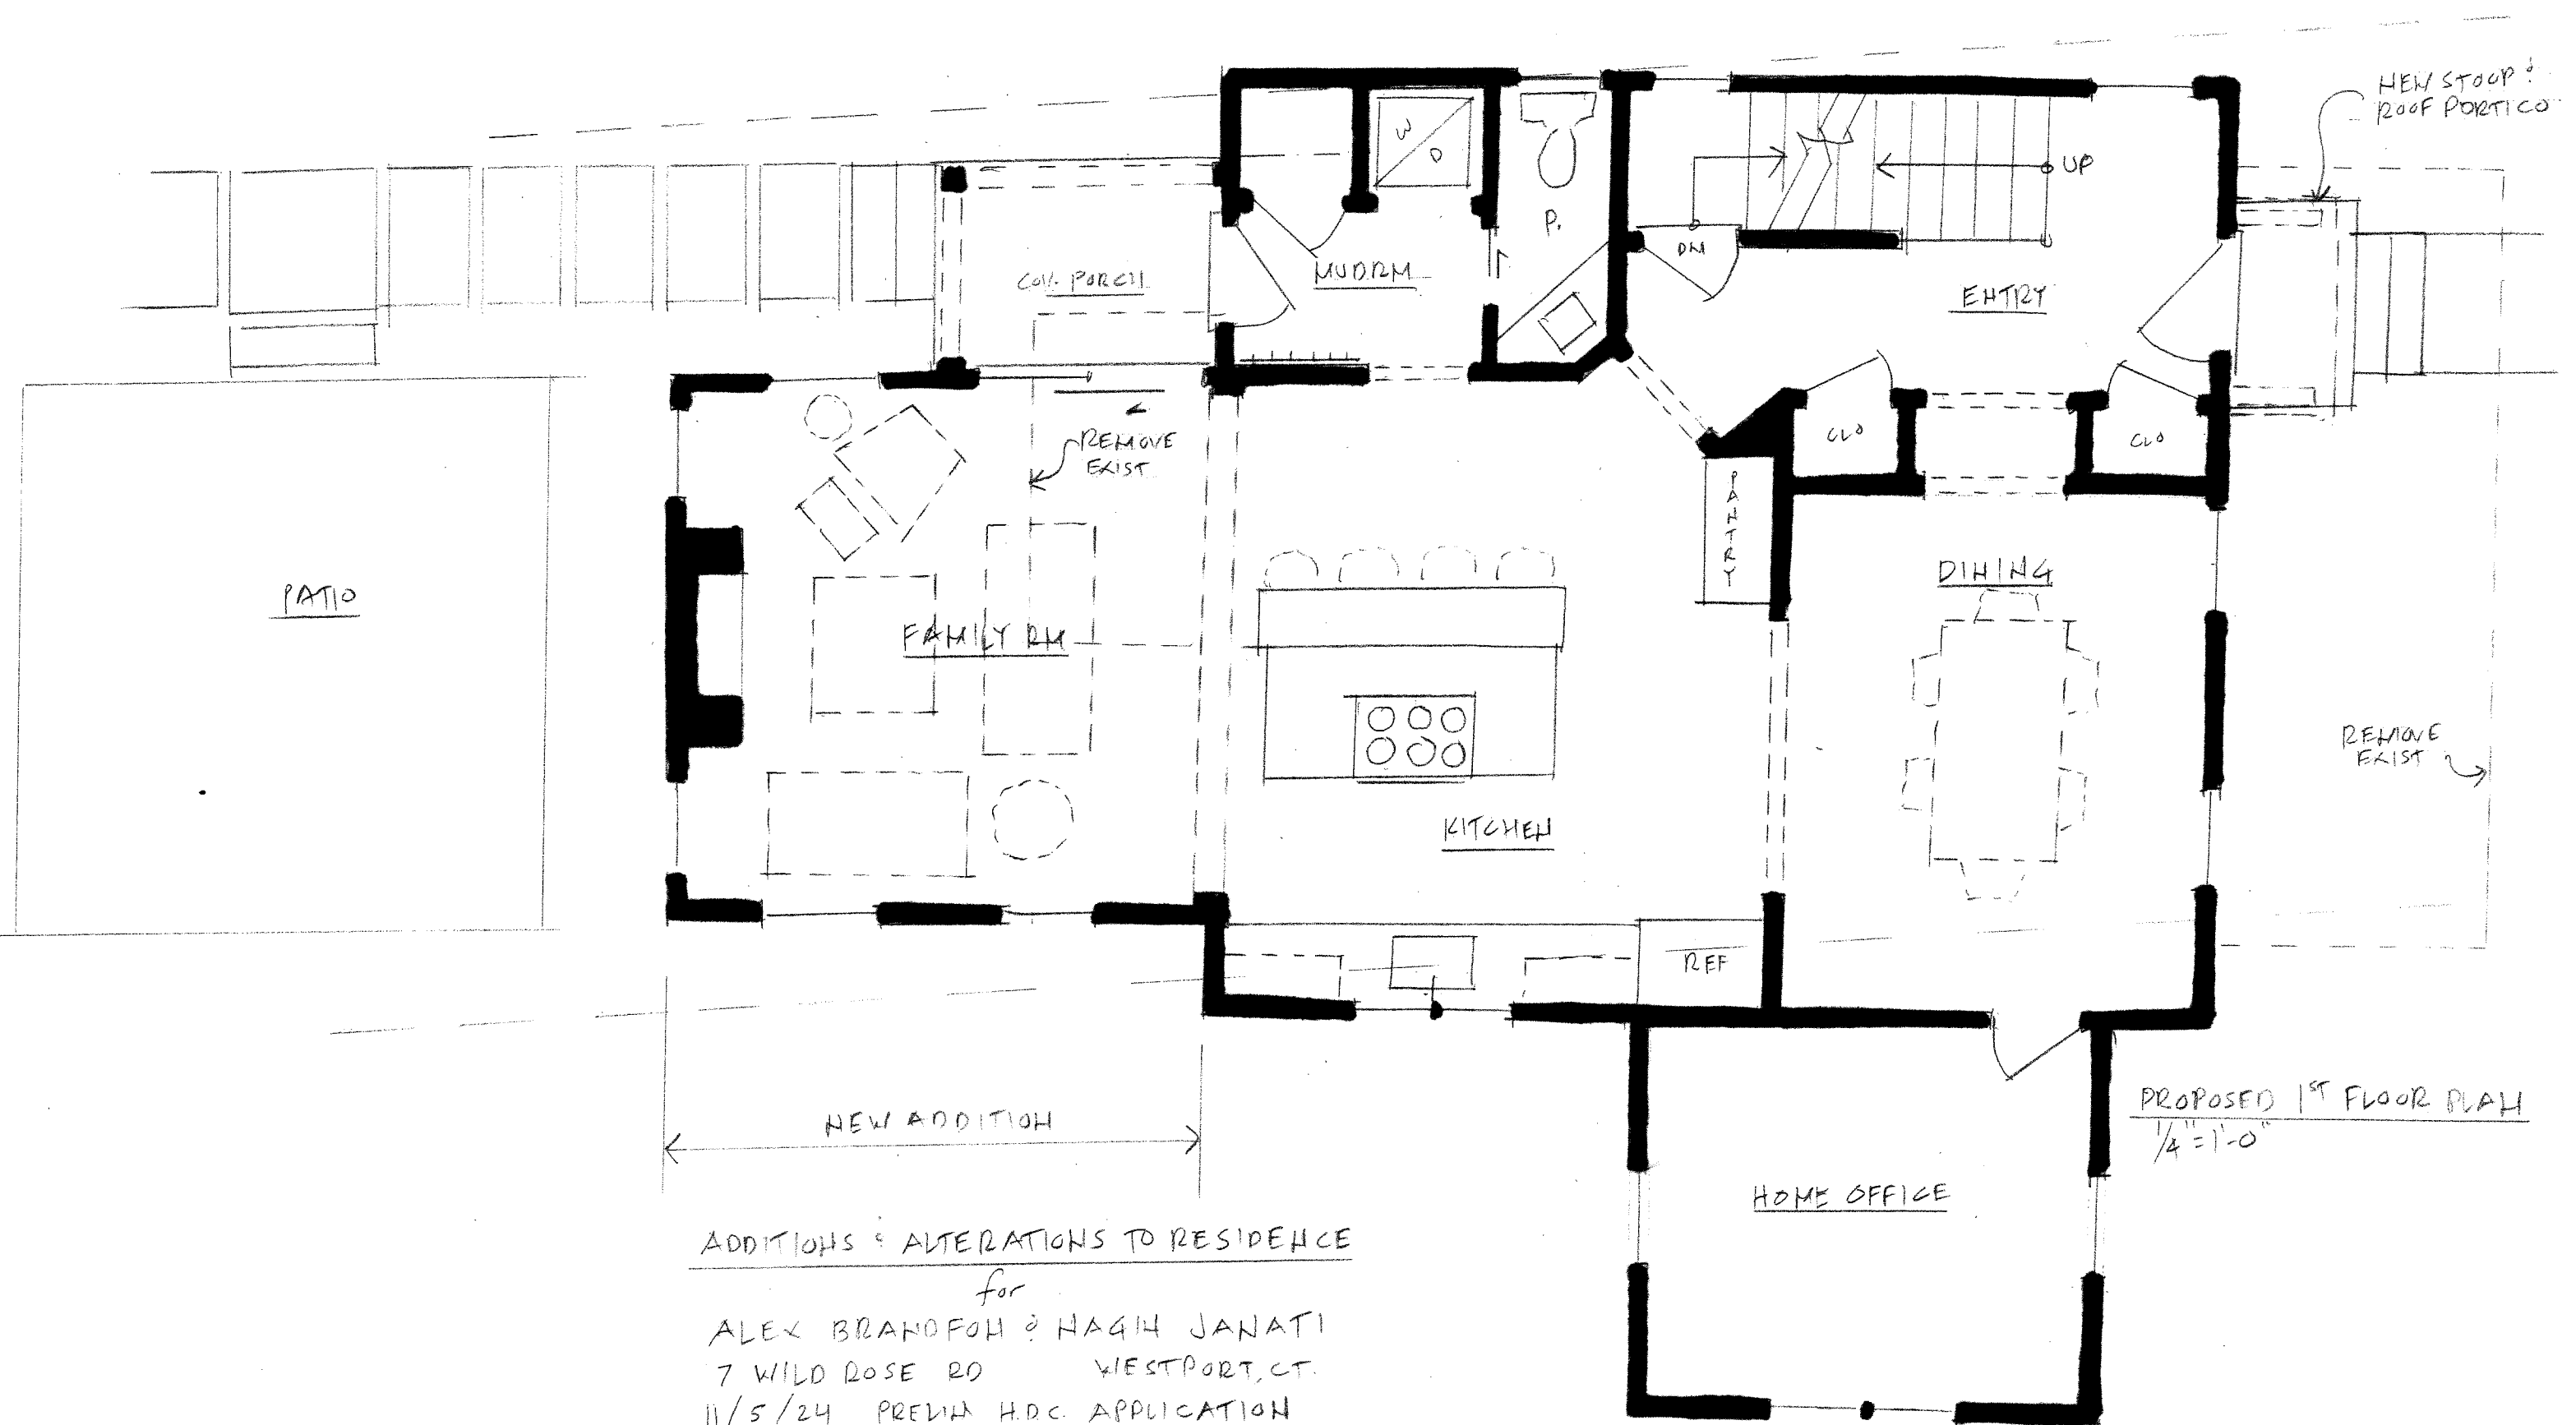 NEW STOOP &
ROOF PORTICO
W
D
P.
UP
DN
COV. PORCH
MUDRM
ENTRY
CLO
CLO
REMOVE
EXIST
PANTRY
PATIO
FAMILY RM
DINING
REMOVE
EXIST
KITCHEN
REF
NEW ADDITION
PROPOSED 1ST FLOOR PLAN
1/4" = 1'-0"
HOME OFFICE
ADDITIONS & ALTERATIONS TO RESIDENCE
for
ALEX BRANDFON & NAGIN JANATI
7 WILD ROSE RD WESTPORT, CT.
11/5/24 PRELIM H.D.C. APPLICATION